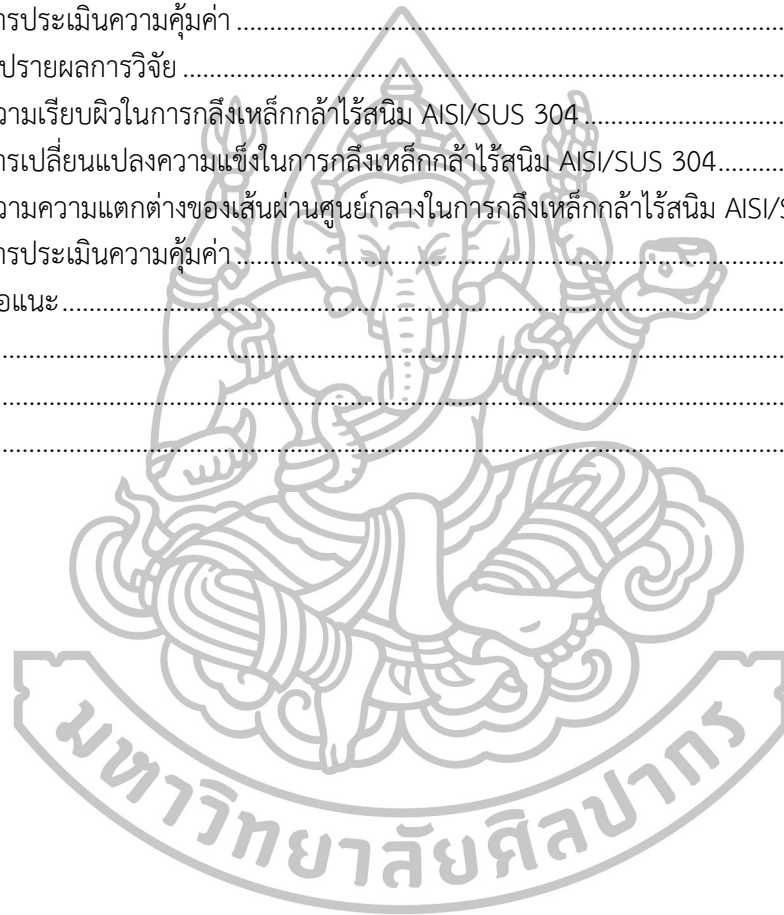 ารประเมินความคุ้มค่า
ปรายผลการวิจัย
วามเรียบผิวในการกลึงเหล็กกล้าไร้สนิม AISI/SUS 304
ารเปลี่ยนแปลงความแข็งในการกลึงเหล็กกล้าไร้สนิม AISI/SUS 304
วามความแตกต่างของเส้นผ่านศูนย์กลางในการกลึงเหล็กกล้าไร้สนิม AISI/S
ารประเมินความคุ้มค่า
อแนะ
มหาวิทยาลัยศิลปากร